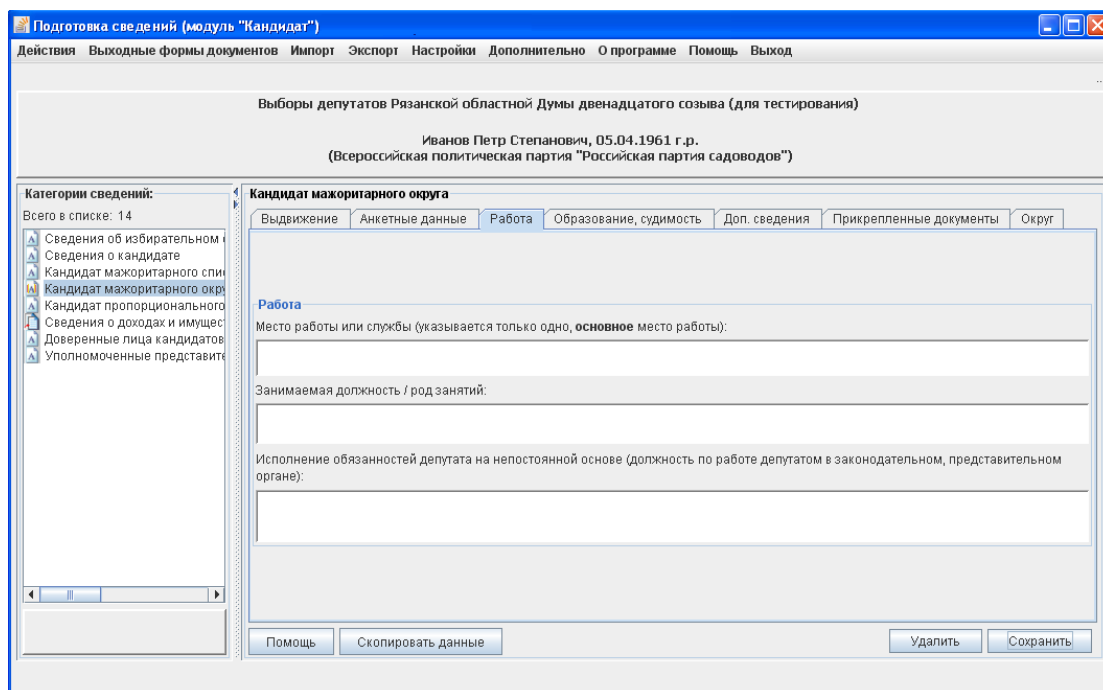 Подготовка сведений (модуль "Кандидат")
Действия Выходные формы документов Импорт Экспорт Настройки Дополнительно О программе Помощь Выход
Выборы депутатов Рязанской областной Думы двенадцатого созыва (для тестирования)
Иванов Петр Степанович, 05.04.1961 г.р.
(Всероссийская политическая партия "Российская партия садоводов")
Категории сведений:
Всего в списке: 14
Сведения об избирательном
Сведения о кандидате
Кандидат мажоритарного спи
Кандидат мажоритарного окру
Кандидат пропорционального
Сведения о доходах и имущес
Доверенные лица кандидатов
Уполномоченные представите
Кандидат мажоритарного округа
Выдвижение Анкетные данные Работа Образование, судимость Доп. сведения Прикрепленные документы Округ
Работа
Место работы или службы (указывается только одно, основное место работы):
Занимаемая должность / род занятий:
Исполнение обязанностей депутата на непостоянной основе (должность по работе депутатом в законодательном, представительном
органе):
Помощь Скопировать данные Удалить Сохранить